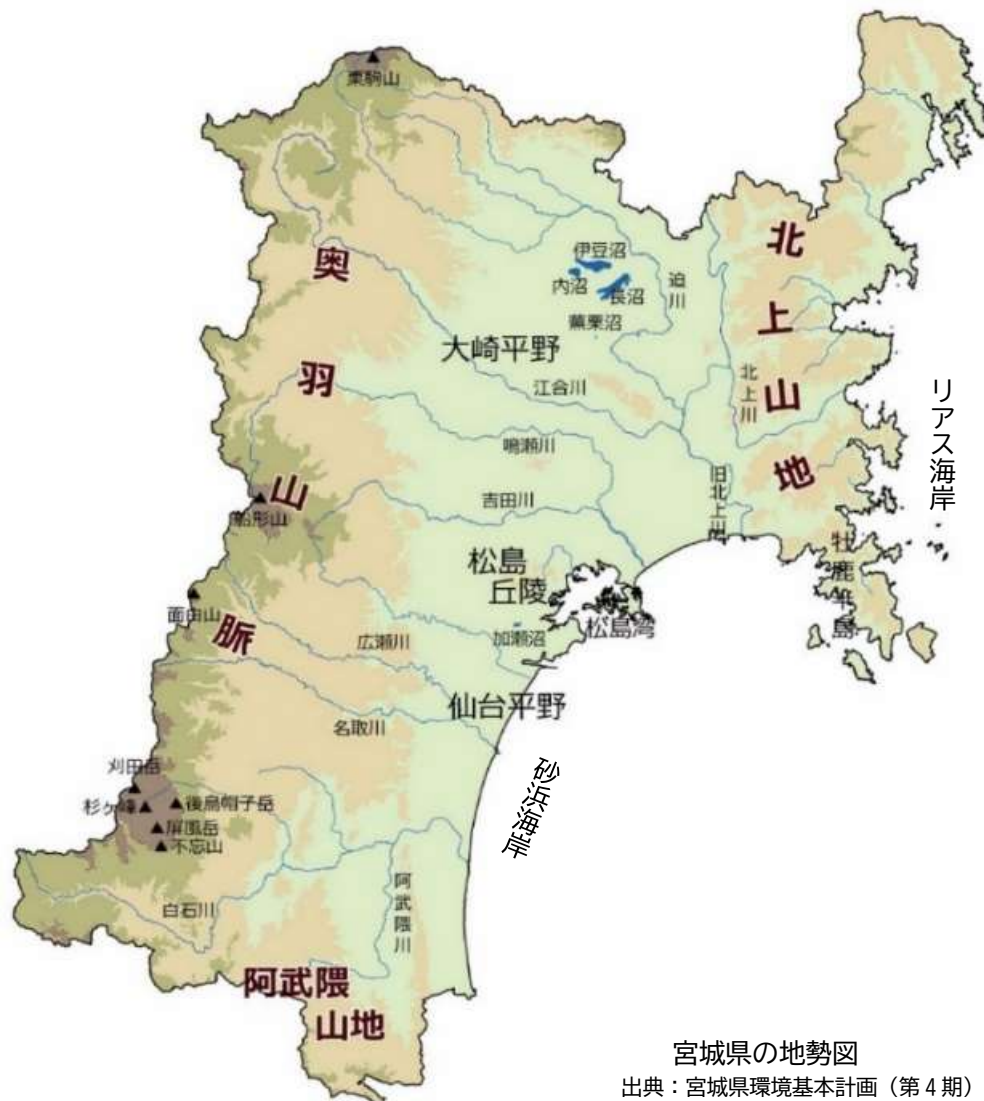 栗駒山
奥羽山脈
北上山地
伊豆沼
内沼
長沼
蕪栗沼
迫川
大崎平野
江合川
北上川
鳴瀬川
旧北上川
リアス海岸
船形山
吉田川
松島
丘陵
牡鹿半島
面白山
松島湾
加瀬沼
広瀬川
仙台平野
名取川
砂浜海岸
刈田岳
杉ヶ峰
後烏帽子岳
屏風岳
不忘山
白石川
阿武隈川
阿武隈
山地
宮城県の地勢図
出典：宮城県環境基本計画（第4期）